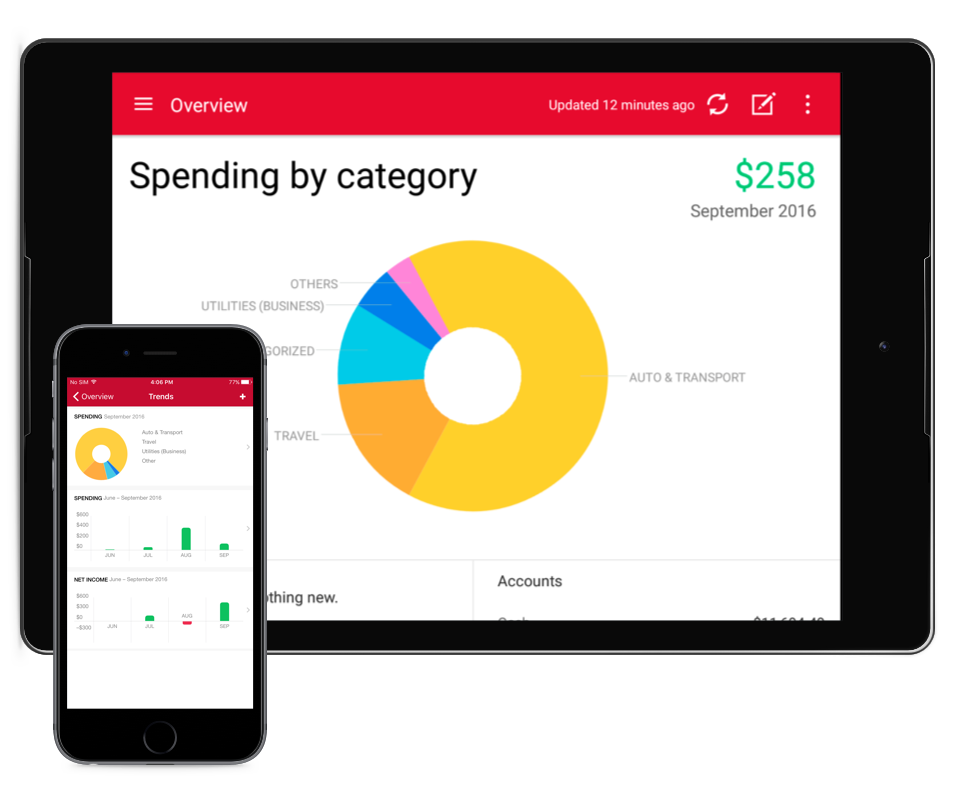 Overview
Updated 12 minutes ago
Spending by category
$258
September 2016
OTHERS
UTILITIES (BUSINESS)
GORIZED
AUTO & TRANSPORT
TRAVEL
thing new.
Accounts
No SIM
4:06 PM
77%
Overview
Trends
+
SPENDING September 2016
Auto & Transport
Travel
Utilities (Business)
Other
SPENDING June – September 2016
$600
$400
$200
$0
JUN
JUL
AUG
SEP
NET INCOME June – September 2016
$600
$300
$0
–$300
JUN
JUL
AUG
SEP